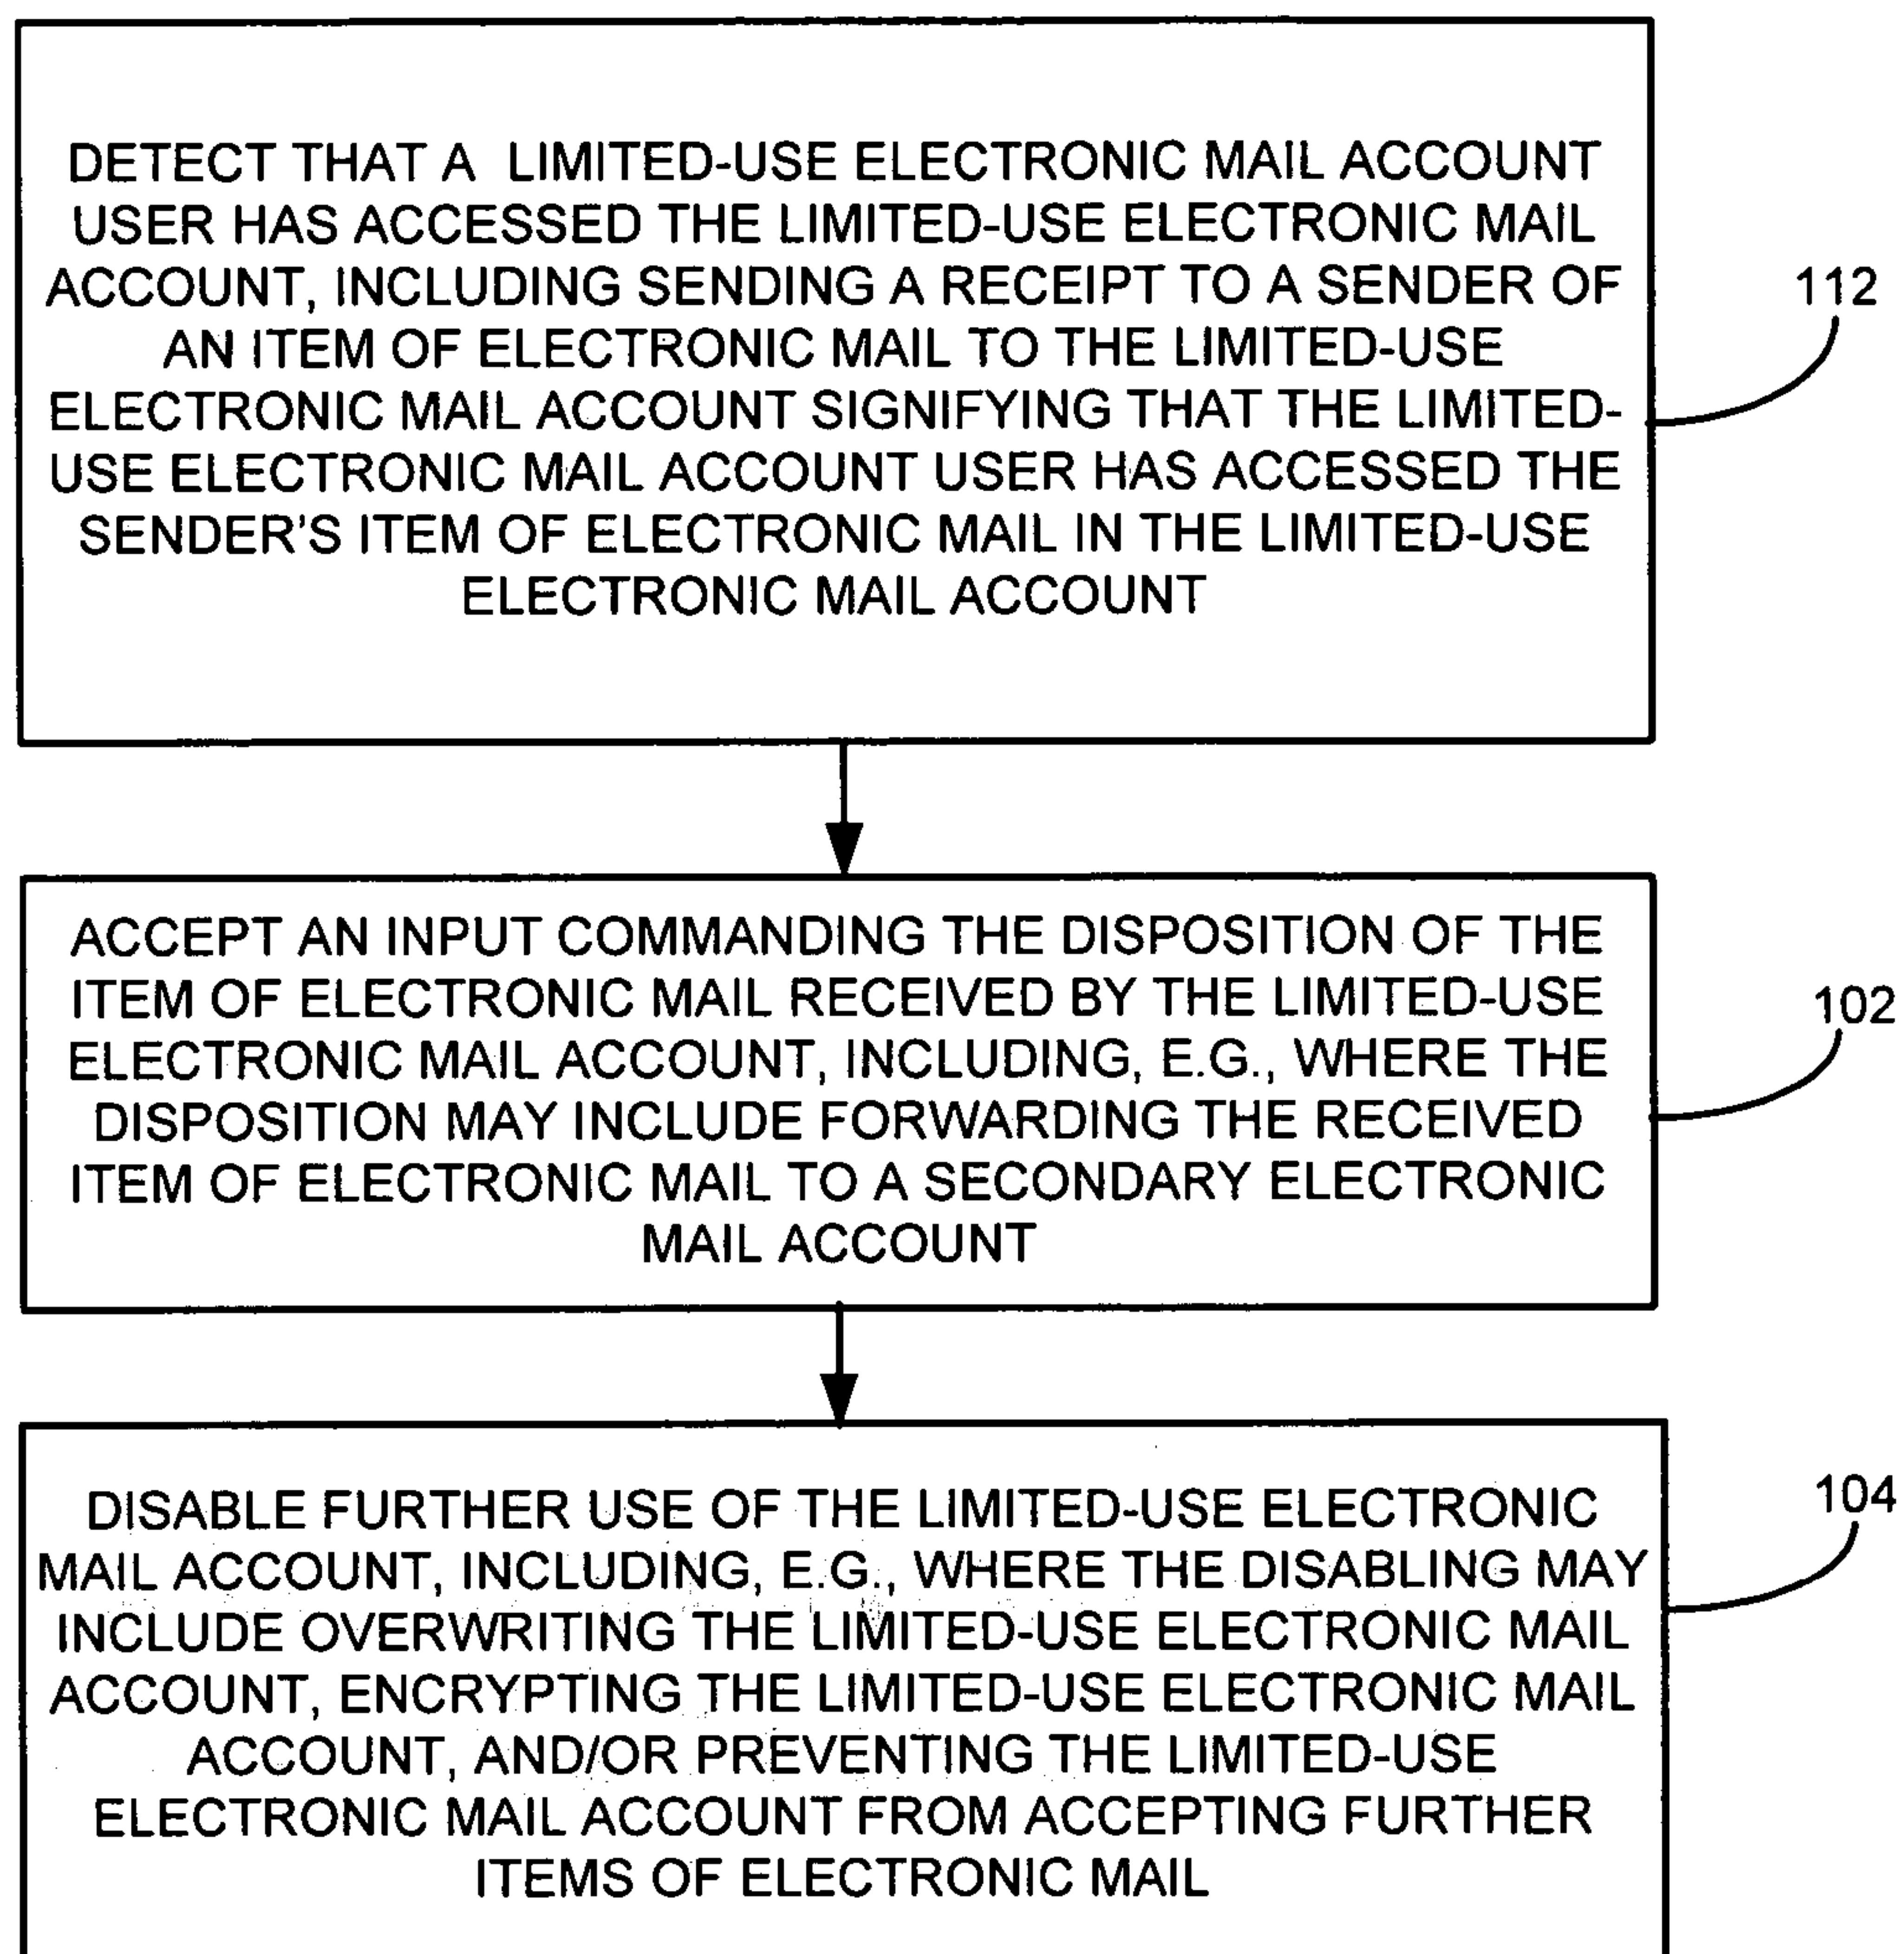 DETECT THAT A LIMITED-USE ELECTRONIC MAIL ACCOUNT
USER HAS ACCESSED THE LIMITED-USE ELECTRONIC MAIL
ACCOUNT, INCLUDING SENDING A RECEIPT TO A SENDER OF
AN ITEM OF ELECTRONIC MAIL TO THE LIMITED-USE
ELECTRONIC MAIL ACCOUNT SIGNIFYING THAT THE LIMITED-
USE ELECTRONIC MAIL ACCOUNT USER HAS ACCESSED THE
SENDER'S ITEM OF ELECTRONIC MAIL IN THE LIMITED-USE
ELECTRONIC MAIL ACCOUNT
112
ACCEPT AN INPUT COMMANDING THE DISPOSITION OF THE
ITEM OF ELECTRONIC MAIL RECEIVED BY THE LIMITED-USE
ELECTRONIC MAIL ACCOUNT, INCLUDING, E.G., WHERE THE
DISPOSITION MAY INCLUDE FORWARDING THE RECEIVED
ITEM OF ELECTRONIC MAIL TO A SECONDARY ELECTRONIC
MAIL ACCOUNT
102
DISABLE FURTHER USE OF THE LIMITED-USE ELECTRONIC
MAIL ACCOUNT, INCLUDING, E.G., WHERE THE DISABLING MAY
INCLUDE OVERWRITING THE LIMITED-USE ELECTRONIC MAIL
ACCOUNT, ENCRYPTING THE LIMITED-USE ELECTRONIC MAIL
ACCOUNT, AND/OR PREVENTING THE LIMITED-USE
ELECTRONIC MAIL ACCOUNT FROM ACCEPTING FURTHER
ITEMS OF ELECTRONIC MAIL
104